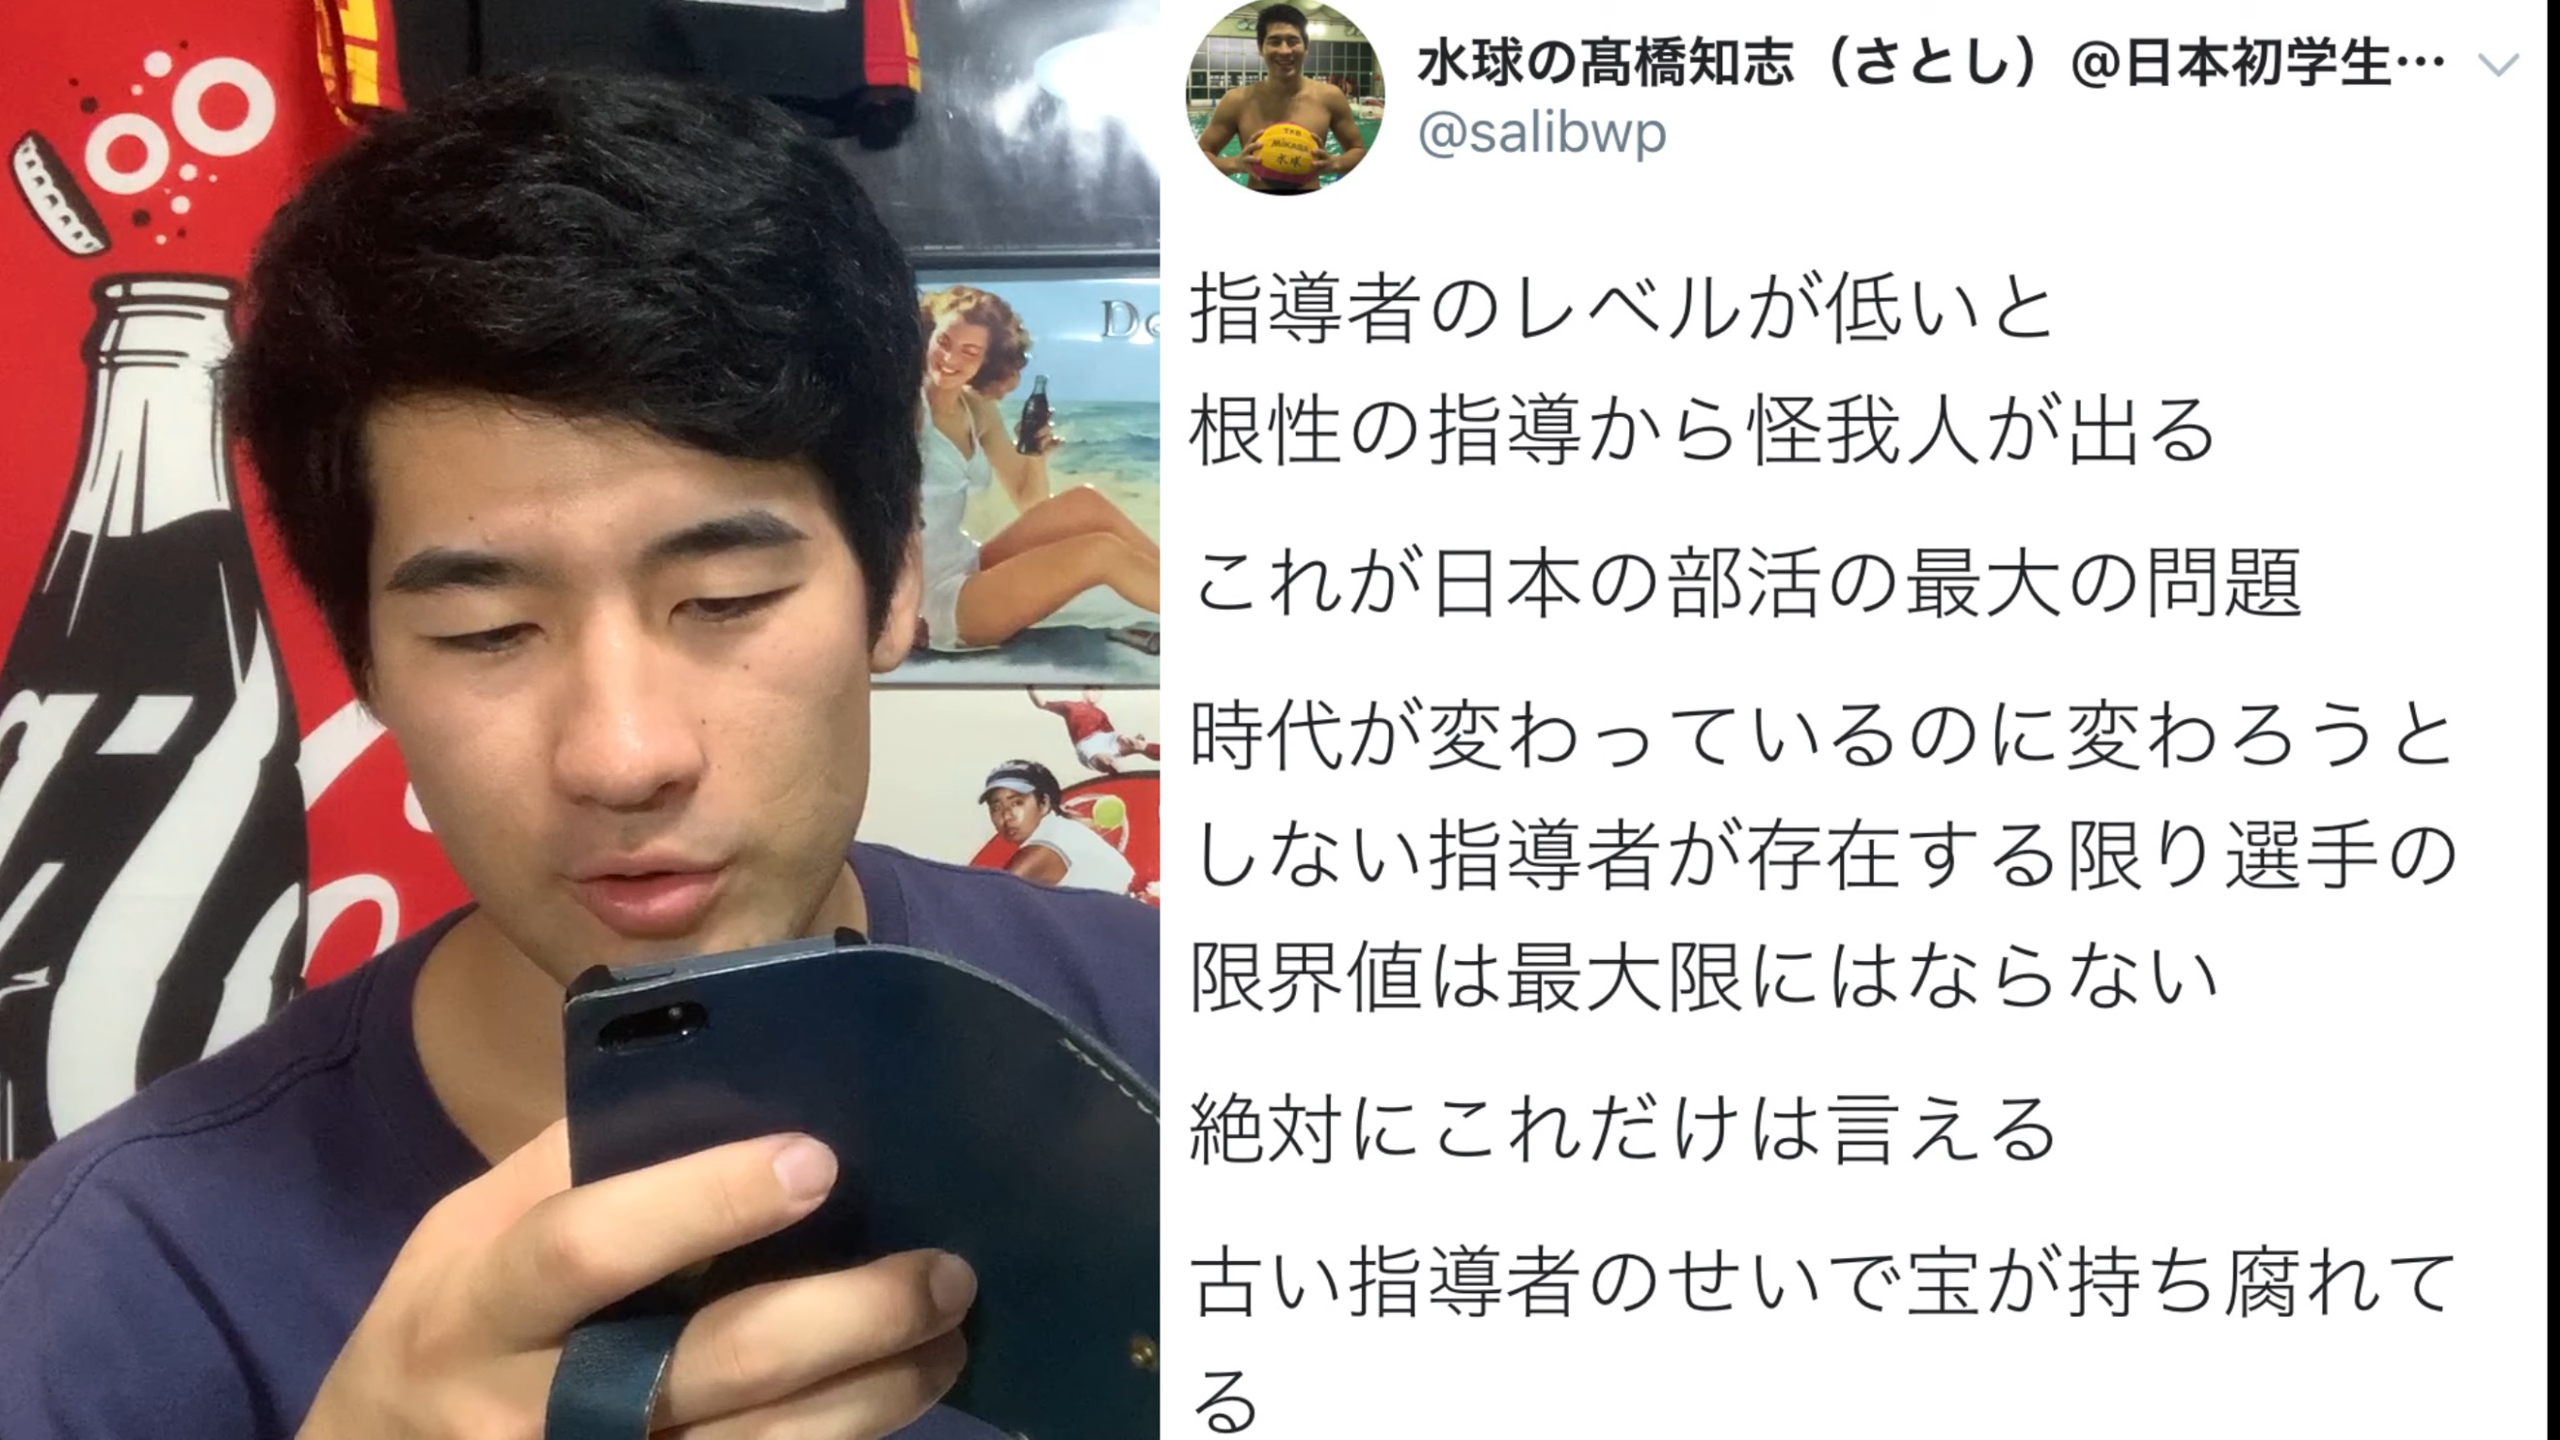 水球の髙橋知志（さとし）@日本初学生…
@salibwp
指導者のレベルが低いと
根性の指導から怪我人が出る
これが日本の部活の最大の問題
時代が変わっているのに変わろうと
しない指導者が存在する限り選手の
限界値は最大限にはならない
絶対にこれだけは言える
古い指導者のせいで宝が持ち腐れて
る
MIKASA
水球